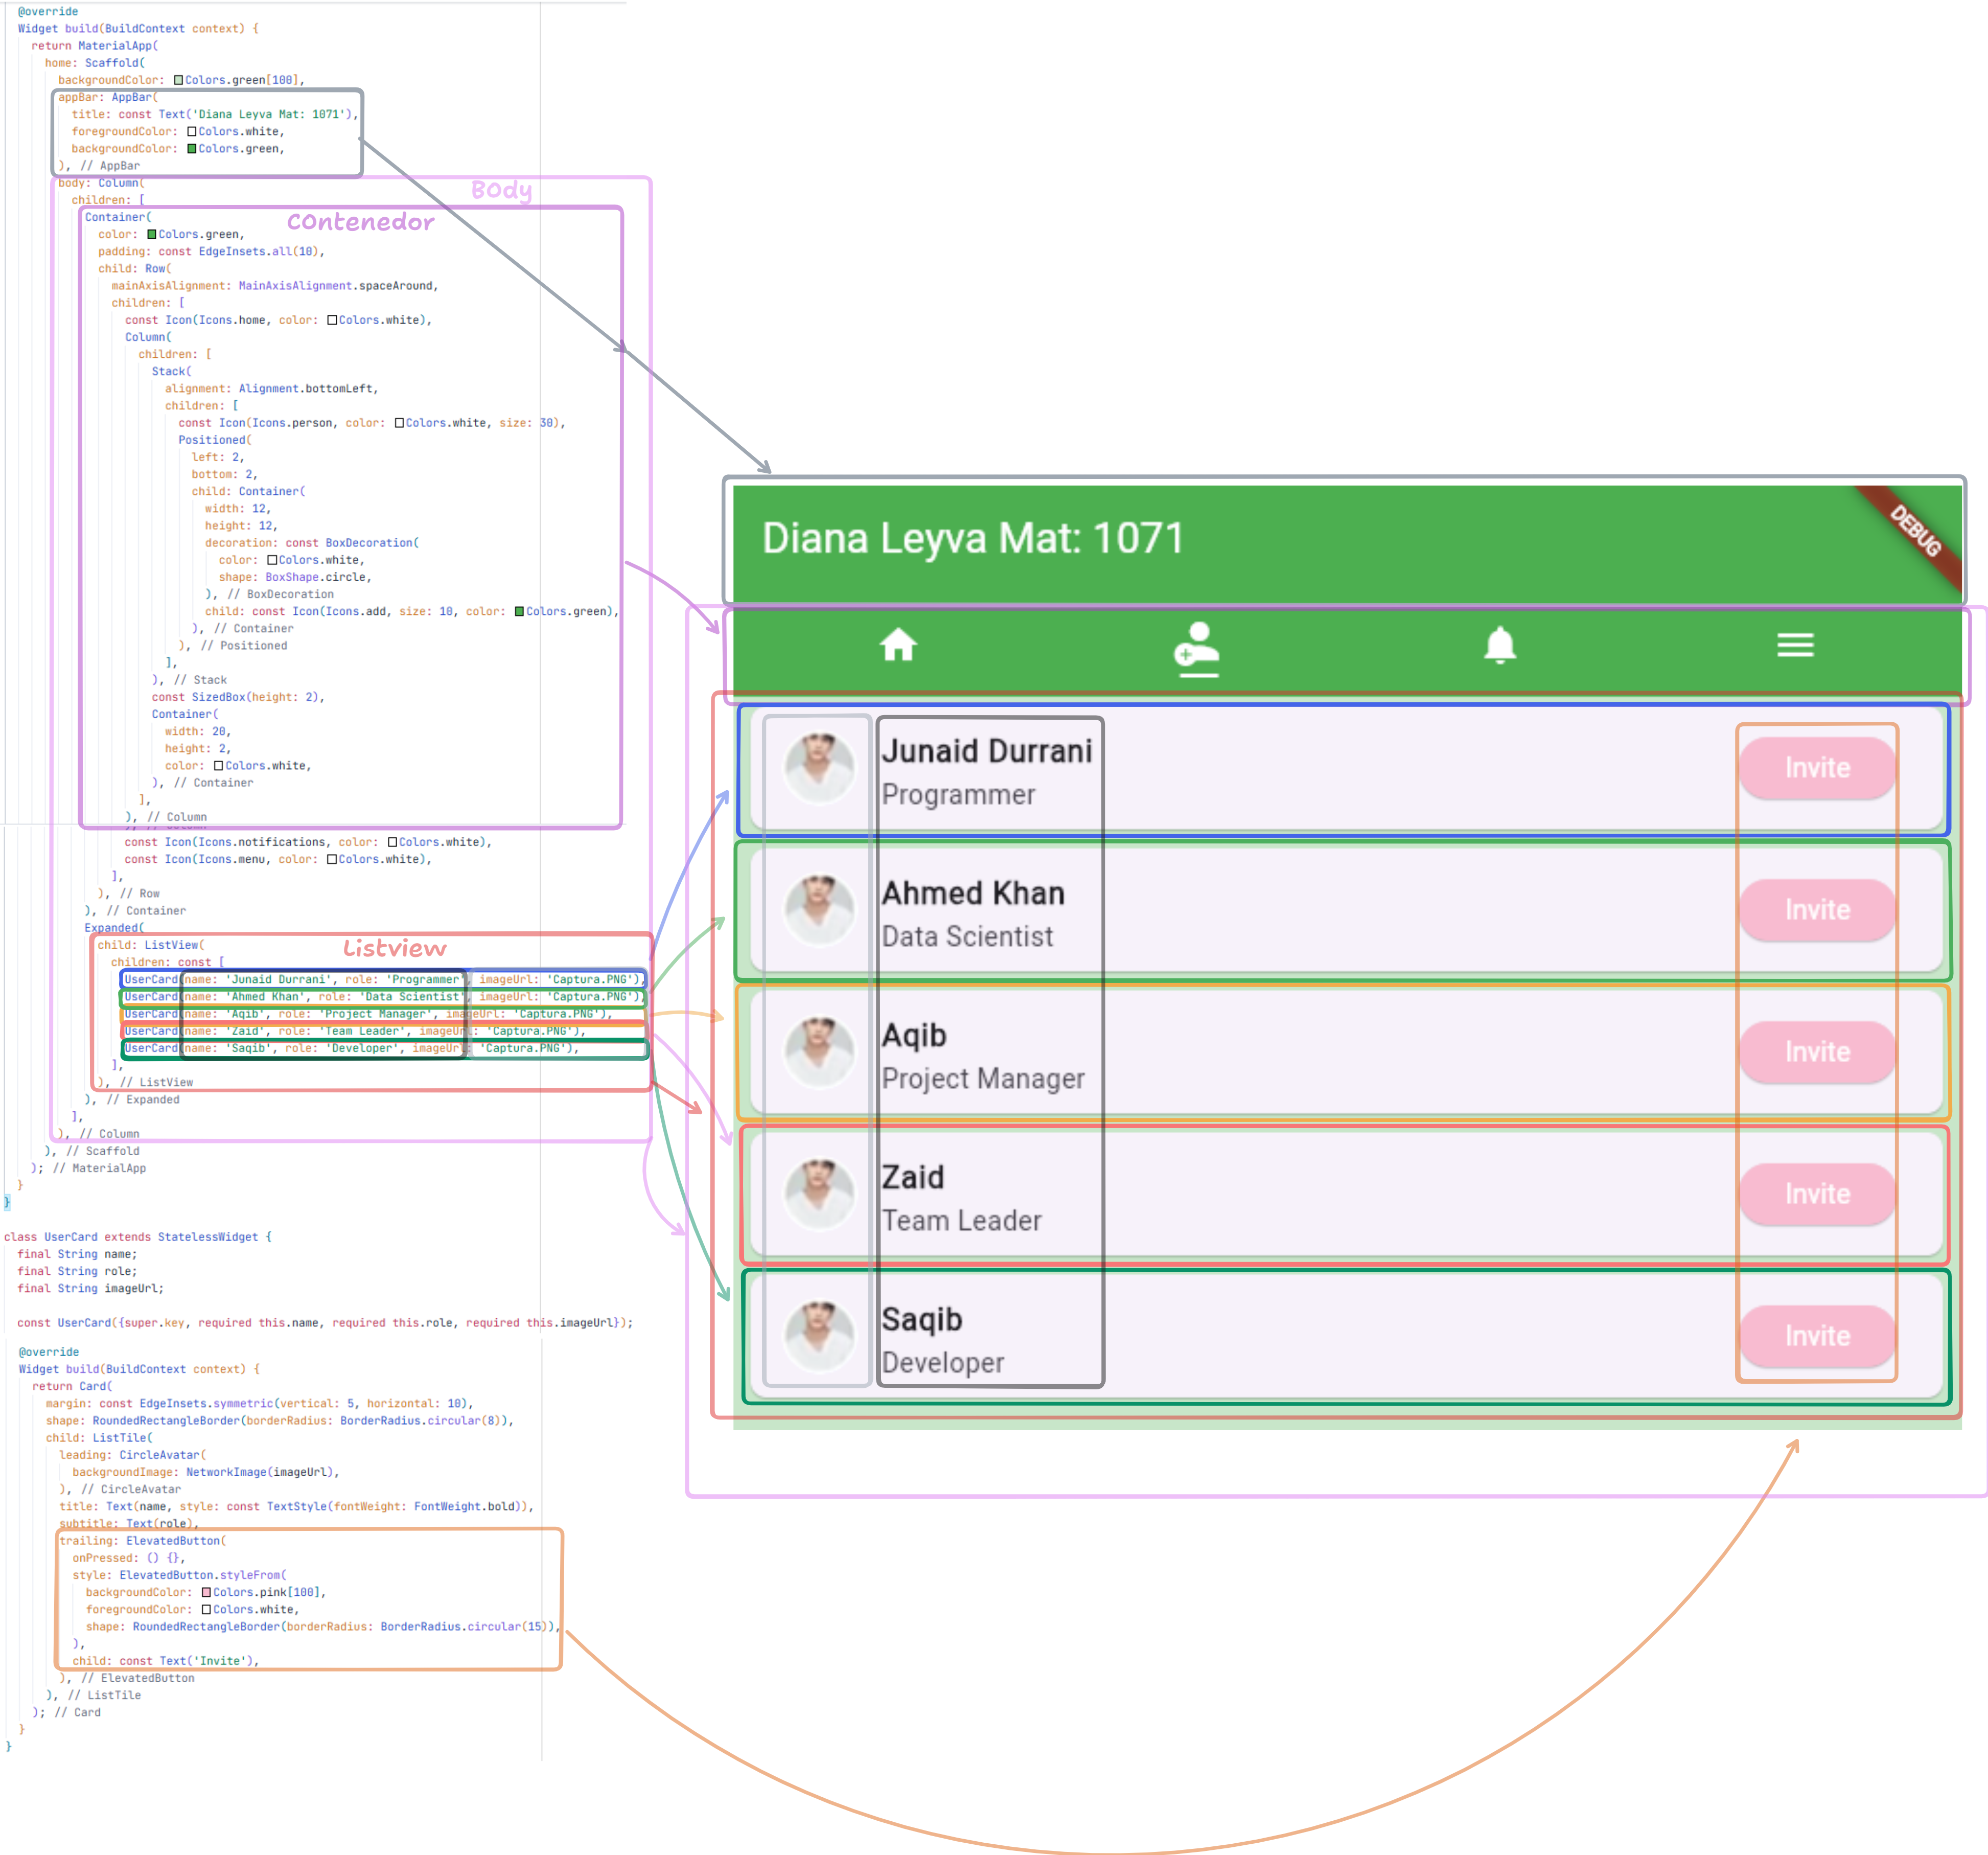 @override
Widget build(BuildContext context) {
return MaterialApp(
home: Scaffold(
backgroundColor: Colors.green[100],
appBar: AppBar(
title: const Text('Diana Leyva Mat: 1071'),
foregroundColor: Colors.white,
backgroundColor: Colors.green,
), // AppBar
Body
body: Column(
children: [
Contenedor
Container(
color: Colors.green,
padding: const EdgeInsets.all(10),
child: Row(
mainAxisAlignment: MainAxisAlignment.spaceAround,
children: [
const Icon(Icons.home, color: Colors.white),
Column(
children: [
Stack(
alignment: Alignment.bottomLeft,
children: [
const Icon(Icons.person, color: Colors.white, size: 30),
Positioned(
left: 2,
bottom: 2,
child: Container(
width: 12,
height: 12,
decoration: const BoxDecoration(
color: Colors.white,
shape: BoxShape.circle,
), // BoxDecoration
child: const Icon(Icons.add, size: 10, color: Colors.green),
), // Container
), // Positioned
],
), // Stack
const SizedBox(height: 2),
Container(
width: 20,
height: 2,
color: Colors.white,
), // Container
],
), // Column
const Icon(Icons.notifications, color: Colors.white),
const Icon(Icons.menu, color: Colors.white),
],
), // Row
), // Container
Expanded(
Listview
child: ListView(
children: const [
UserCard(name: 'Junaid Durrani', role: 'Programmer', imageUrl: 'Captura.PNG'),
UserCard(name: 'Ahmed Khan', role: 'Data Scientist', imageUrl: 'Captura.PNG'),
UserCard(name: 'Aqib', role: 'Project Manager', imageUrl: 'Captura.PNG'),
UserCard(name: 'Zaid', role: 'Team Leader', imageUrl: 'Captura.PNG'),
UserCard(name: 'Saqib', role: 'Developer', imageUrl: 'Captura.PNG'),
],
), // ListView
), // Expanded
],
), // Column
), // Scaffold
); // MaterialApp
}
}
class UserCard extends StatelessWidget {
final String name;
final String role;
final String imageUrl;
const UserCard({super.key, required this.name, required this.role, required this.imageUrl});
@override
Widget build(BuildContext context) {
return Card(
margin: const EdgeInsets.symmetric(vertical: 5, horizontal: 10),
shape: RoundedRectangleBorder(borderRadius: BorderRadius.circular(8)),
child: ListTile(
leading: CircleAvatar(
backgroundImage: NetworkImage(imageUrl),
), // CircleAvatar
title: Text(name, style: const TextStyle(fontWeight: FontWeight.bold)),
subtitle: Text(role),
trailing: ElevatedButton(
onPressed: () {},
style: ElevatedButton.styleFrom(
backgroundColor: Colors.pink[100],
foregroundColor: Colors.white,
shape: RoundedRectangleBorder(borderRadius: BorderRadius.circular(15)),
),
child: const Text('Invite'),
), // ElevatedButton
), // ListTile
); // Card
}
}
Diana Leyva Mat: 1071
DEBUG
Junaid Durrani
Programmer
Invite
Ahmed Khan
Data Scientist
Invite
Aqib
Project Manager
Invite
Zaid
Team Leader
Invite
Saqib
Developer
Invite